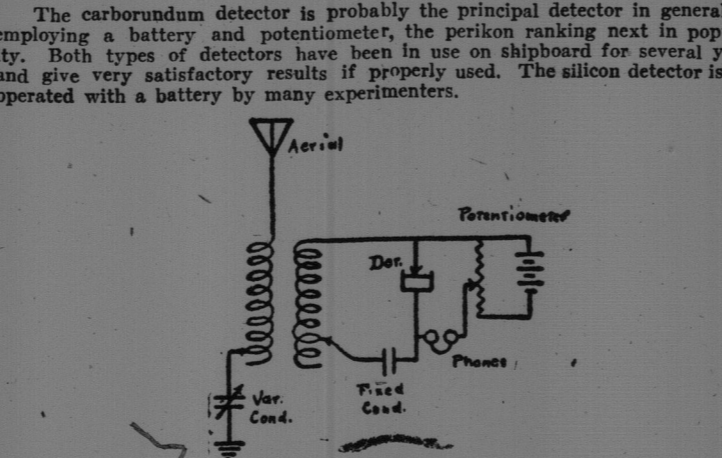 The carborundum detector is probably the principal detector in genera
employing a battery and potentiometer, the perikon ranking next in pop
ity. Both types of detectors have been in use on shipboard for several y
and give very satisfactory results if properly used. The silicon detector is
operated with a battery by many experimenters.
Aerial
Potentiometer
Det.
Phones
Fixed
Cond.
Var.
Cond.